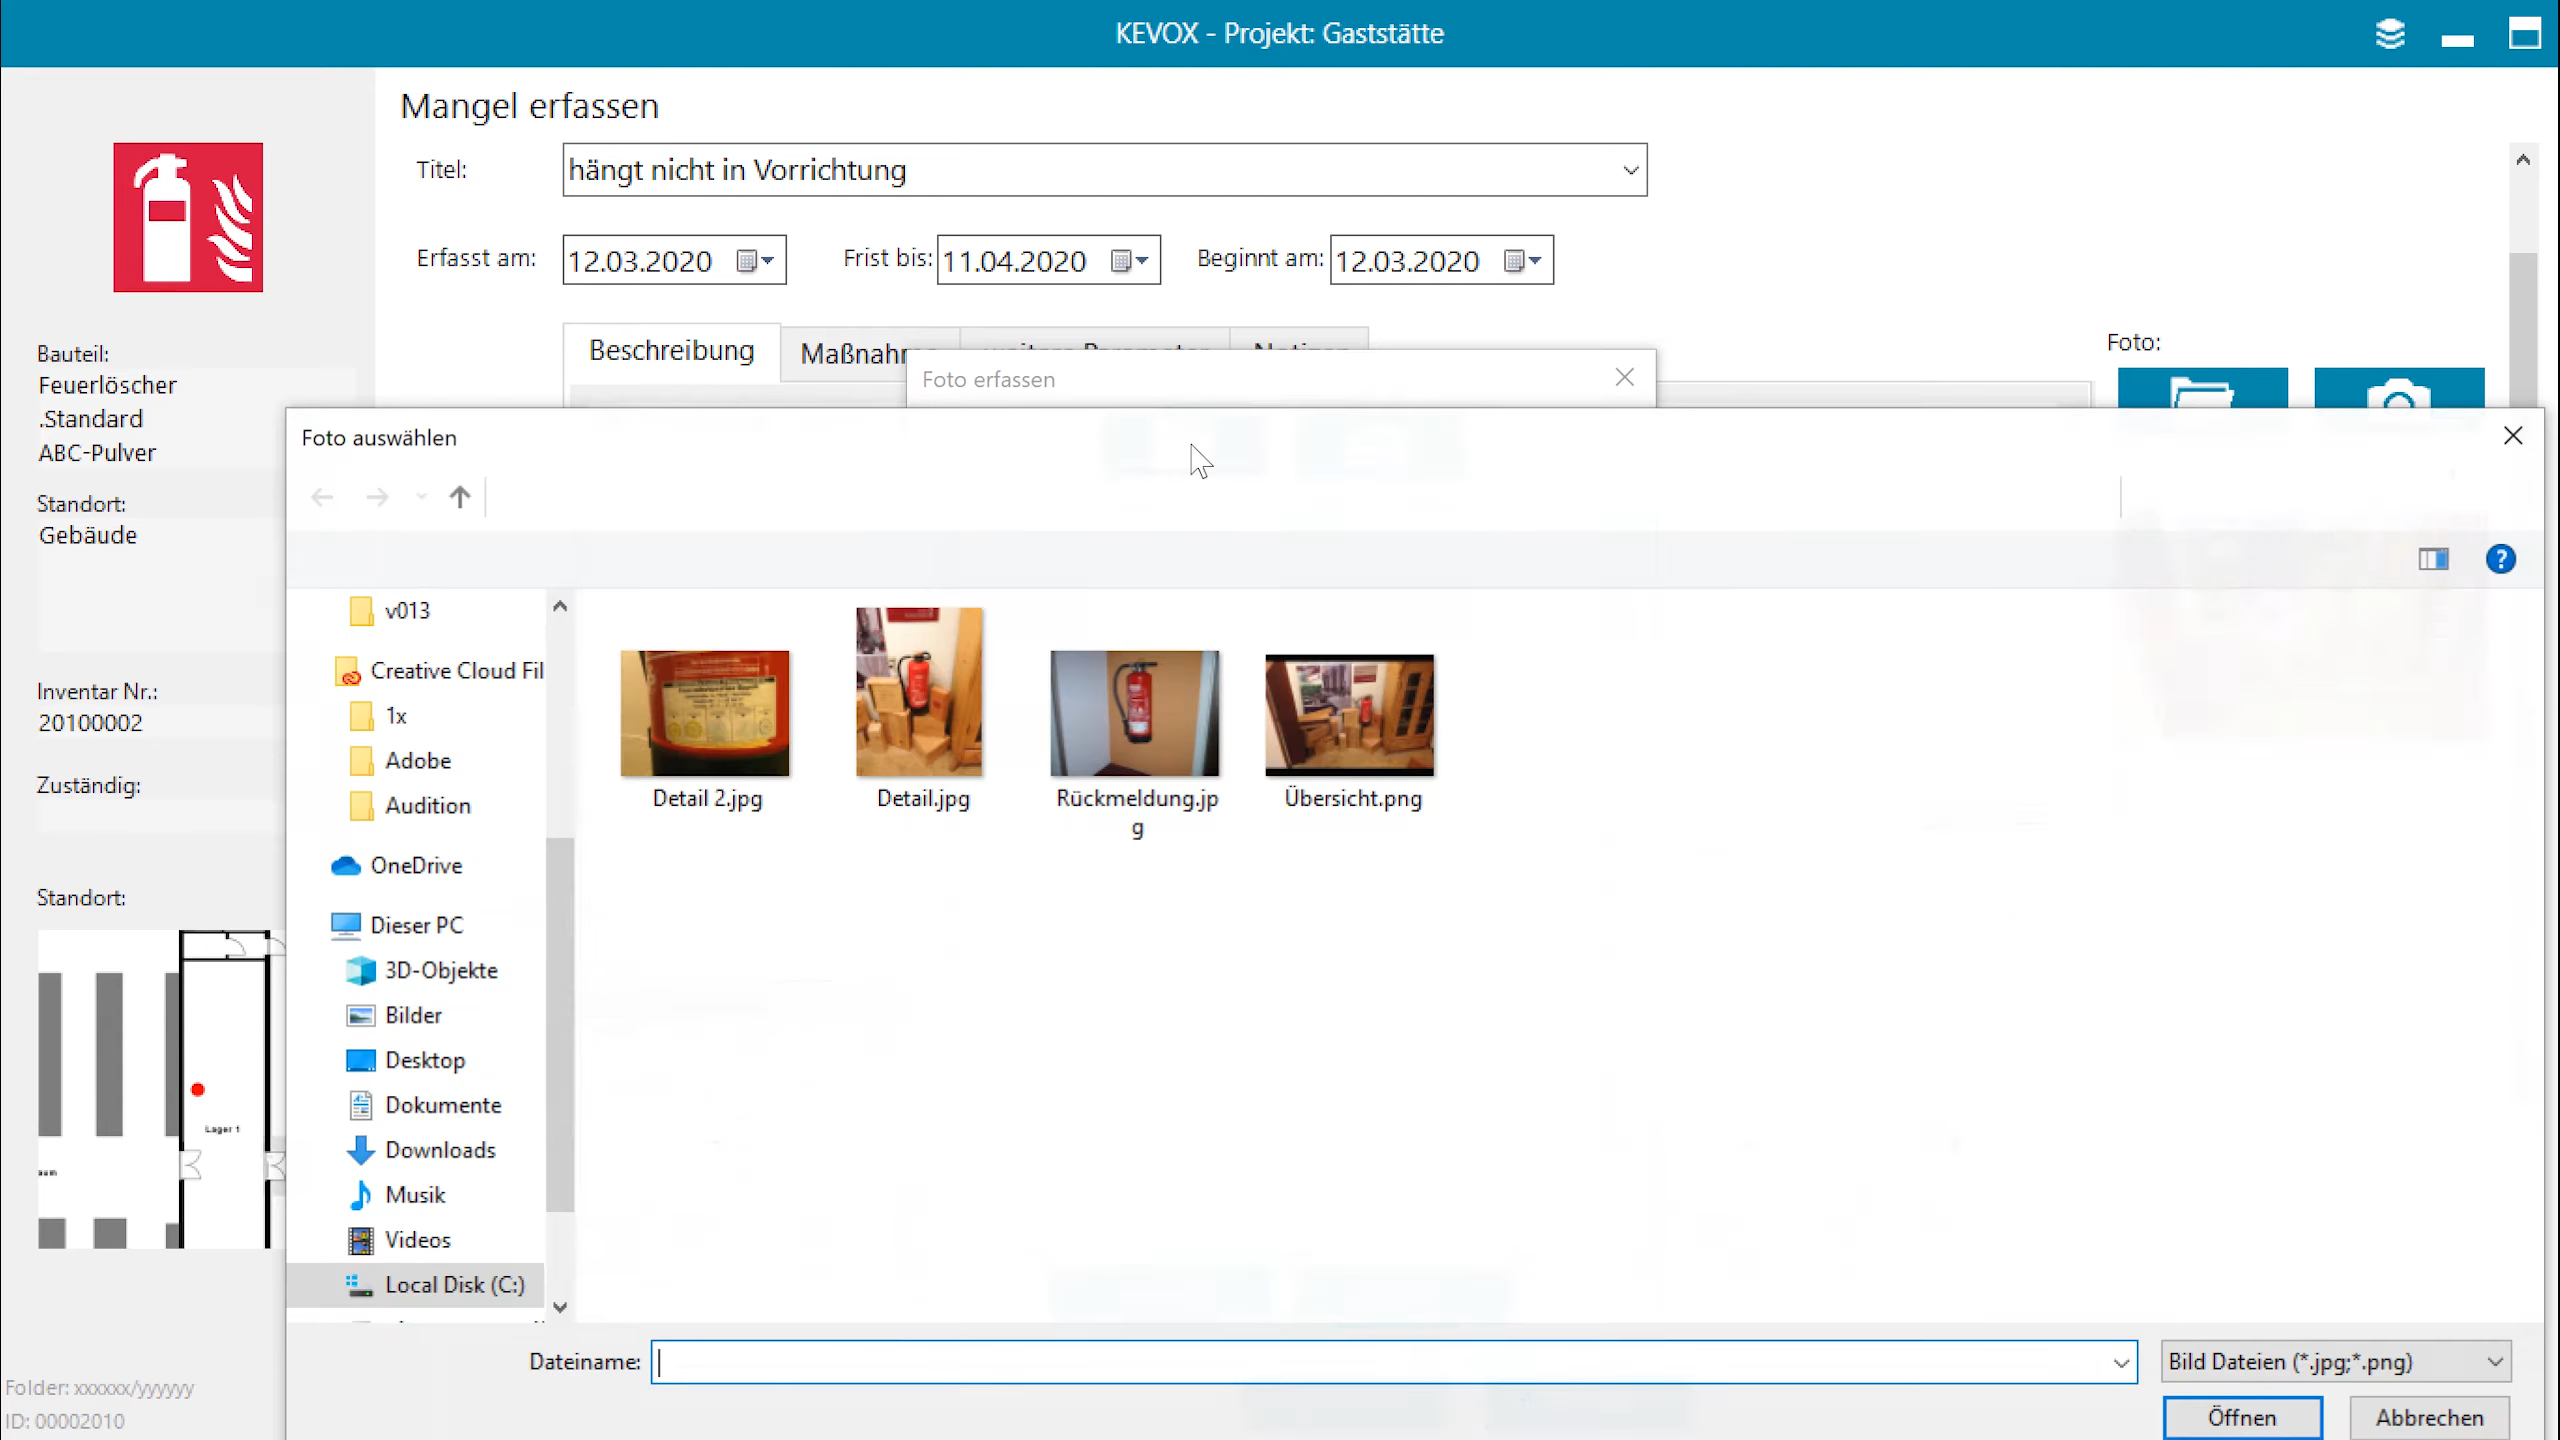 KEVOX - Projekt: Gaststätte
Mangel erfassen
Titel:
hängt nicht in Vorrichtung
Erfasst am:
12.03.2020
Frist bis:
11.04.2020
Beginnt am:
12.03.2020
Beschreibung
Foto:
Foto erfassen
Bauteil:
Feuerlöscher
.Standard
ABC-Pulver
Standort:
Gebäude
Inventar Nr.:
20100002
Zuständig:
Standort:
Lager 1
Folder: xxxxxx/yyyyyy
ID: 00002010
Foto auswählen
v013
Creative Cloud Fil
1x
Adobe
Audition
OneDrive
Dieser PC
3D-Objekte
Bilder
Desktop
Dokumente
Downloads
Musik
Videos
Local Disk (C:)
Detail 2.jpg
Detail.jpg
Rückmeldung.jp
g
Übersicht.png
Dateiname:
Bild Dateien (*.jpg;*.png)
Öffnen
Abbrechen